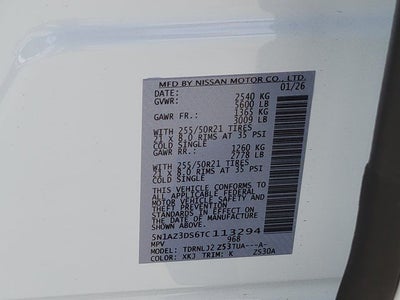 MFD BY NISSAN MOTOR CO., LTD.
DATE: 01/26
GVWR: 2540 KG
5600 LB
GAWR FR.: 1365 KG
3009 LB
WITH 255/50R21 TIRES
21 X 8.0 RIMS AT 35 PSI
COLD SINGLE
GAWR RR.: 1260 KG
2778 LB
WITH 255/50R21 TIRES
21 X 8.0 RIMS AT 35 PSI
COLD SINGLE
THIS VEHICLE CONFORMS TO
ALL APPLICABLE FEDERAL
MOTOR VEHICLE SAFETY AND
THEFT PREVENTION
STANDARDS IN EFFECT ON
THE DATE OF MANUFACTURE
SHOWN ABOVE.
5N1AZ3DS6TC113294
MPV 968
MODEL: TDRNLJ2Z53TUA---A-
COLOR: XKJ TRIM: K Z530A